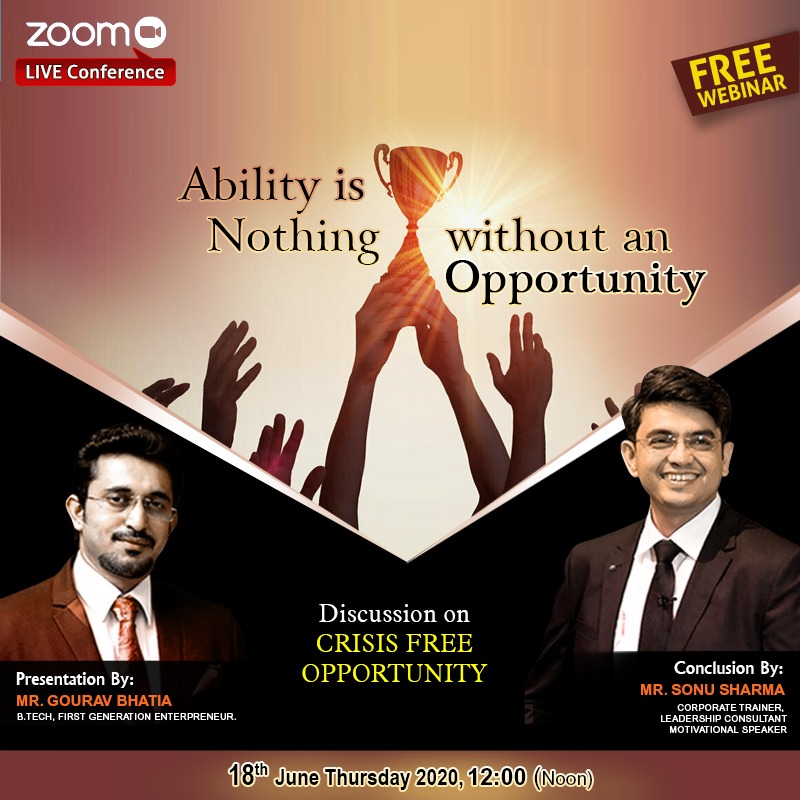 zoom
LIVE Conference
FREE
WEBINAR
Ability is
Nothing without an
Opportunity
Discussion on
CRISIS FREE
OPPORTUNITY
Presentation By:
MR. GOURAV BHATIA
B.TECH, FIRST GENERATION ENTERPRENEUR.
Conclusion By:
MR. SONU SHARMA
CORPORATE TRAINER,
LEADERSHIP CONSULTANT
MOTIVATIONAL SPEAKER
18th June Thursday 2020, 12:00 (Noon)